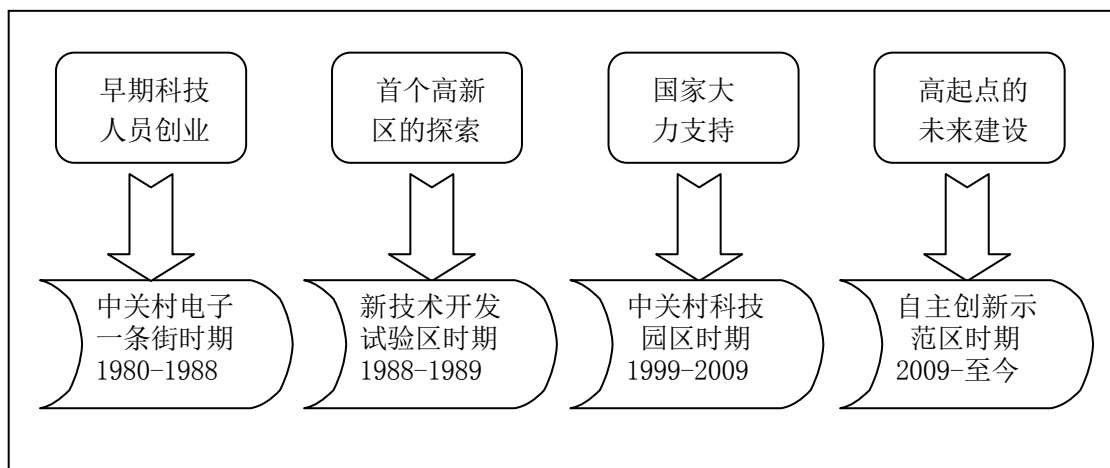 早期科技
人员创业
首个高新
区的探索
国家大
力支持
高起点的
未来建设
中关村电子
一条街时期
1980-1988
新技术开发
试验区时期
1988-1989
中关村科技
园区时期
1999-2009
自主创新示
范区时期
2009-至今